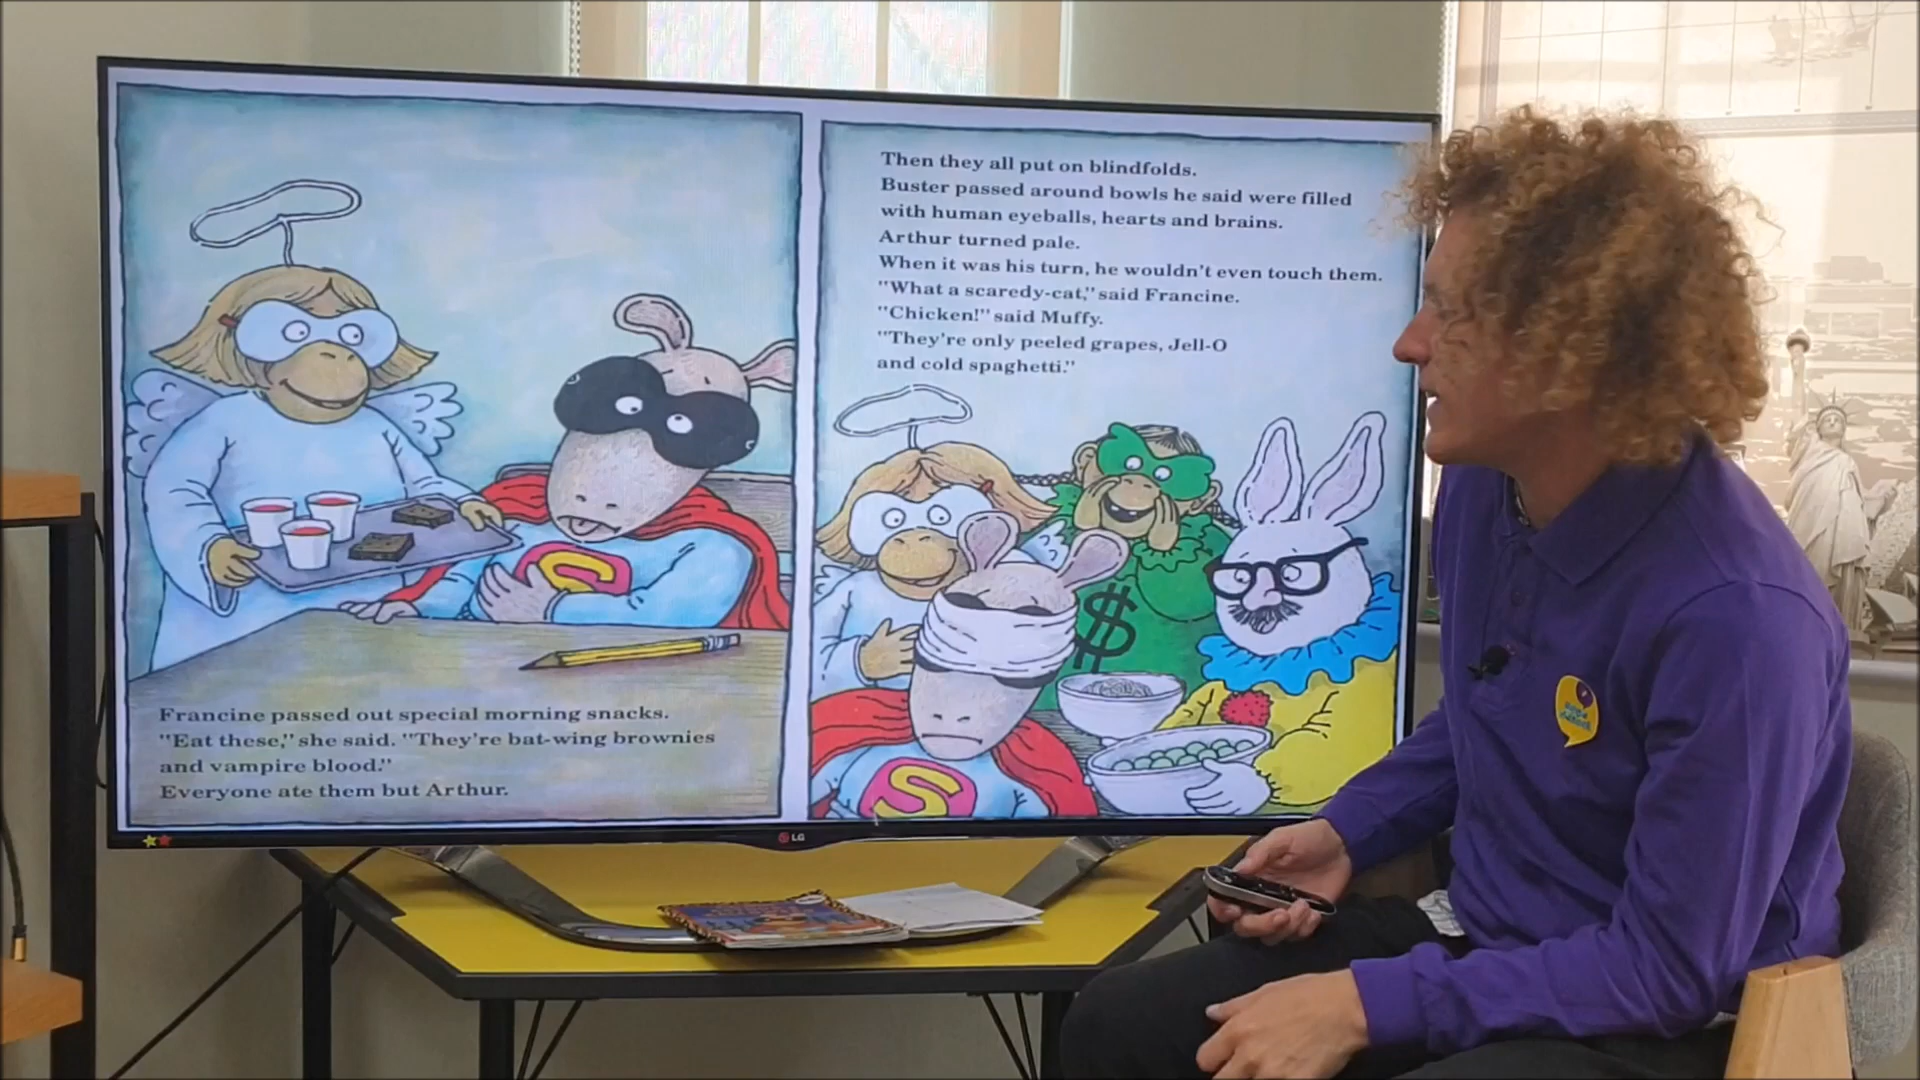 Francine passed out special morning snacks.
"Eat these," she said. "They're bat-wing brownies
and vampire blood."
Everyone ate them but Arthur.
Then they all put on blindfolds.
Buster passed around bowls he said were filled
with human eyeballs, hearts and brains.
Arthur turned pale.
When it was his turn, he wouldn't even touch them.
"What a scaredy-cat," said Francine.
"Chicken!" said Muffy.
"They're only peeled grapes, Jell-O
and cold spaghetti."
S
$
S
LG